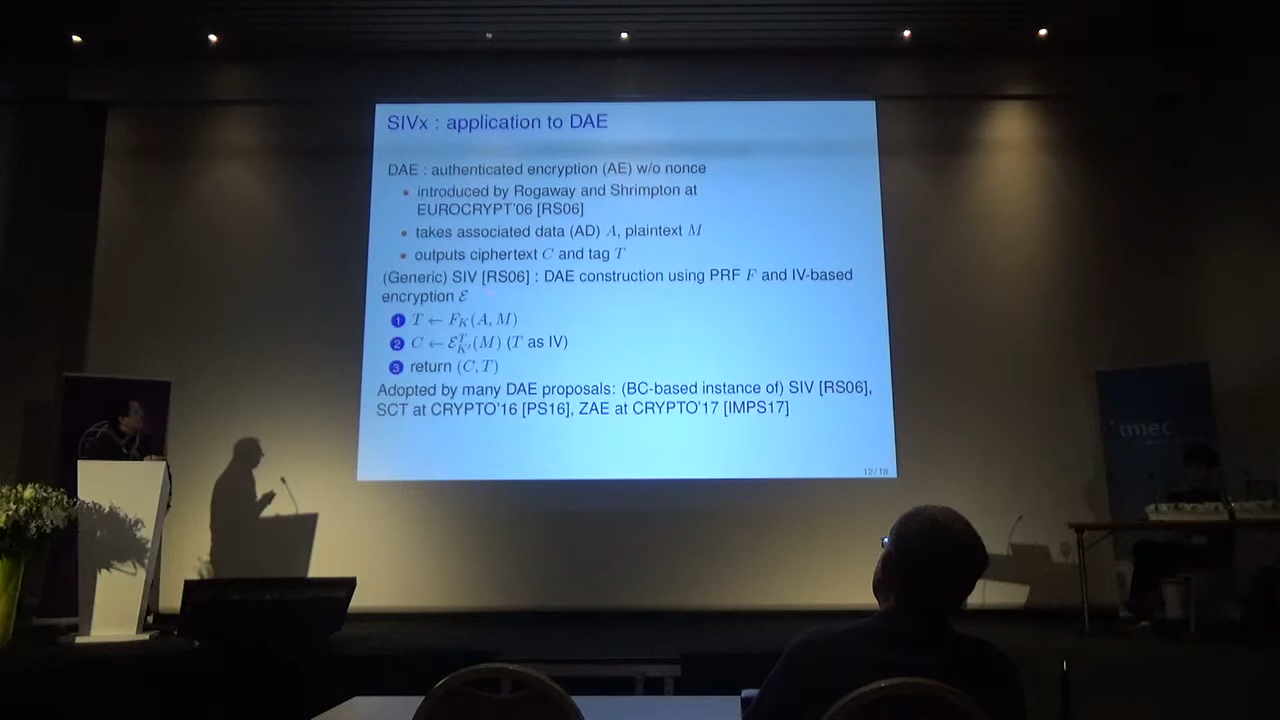 SIVx : application to DAE
DAE : authenticated encryption (AE) w/o nonce
• introduced by Rogaway and Shrimpton at
EUROCRYPT'06 [RS06]
• takes associated data (AD) A, plaintext M
• outputs ciphertext C and tag T
(Generic) SIV [RS06] : DAE construction using PRF F and IV-based
encryption ℰ
1 T ← F_K(A, M)
2 C ← ℰ^T_{K'}(M) (T as IV)
3 return (C, T)
Adopted by many DAE proposals: (BC-based instance of) SIV [RS06],
SCT at CRYPTO'16 [PS16], ZAE at CRYPTO'17 [IMPS17]
12/18
imec